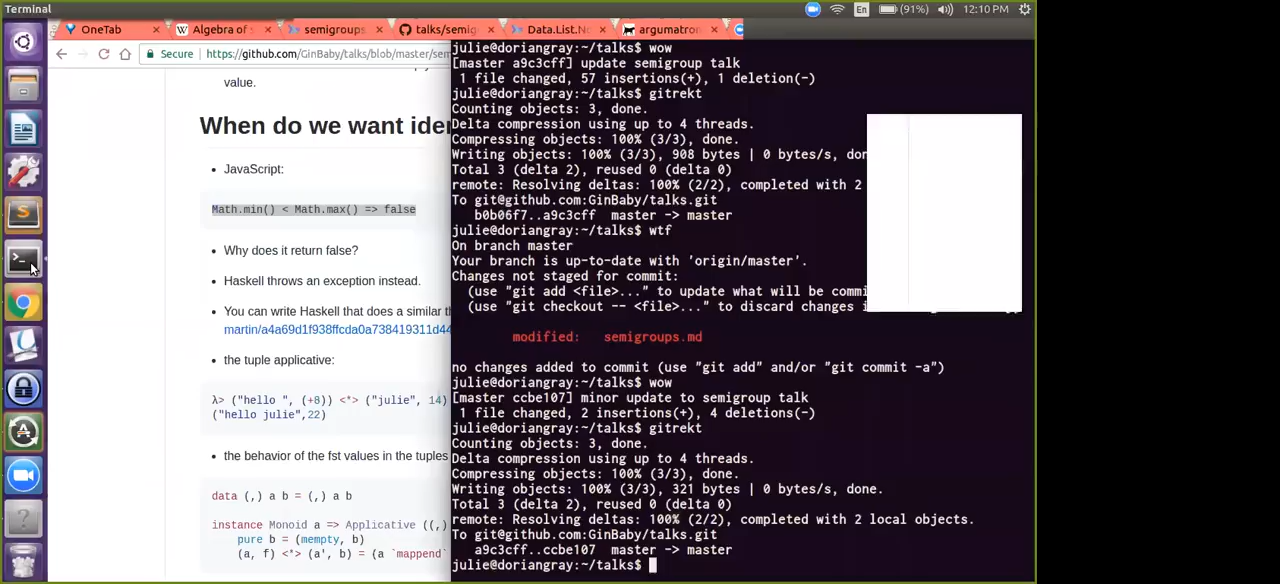 Terminal
En
(91%)
12:10 PM
OneTab
Algebra of
semigroups
talks/semig
Data.List.N
argumatron
Secure
https://github.com/GinBaby/talks/blob/master/sem
value.
When do we want ide
• JavaScript:
Math.min() < Math.max() => false
• Why does it return false?
• Haskell throws an exception instead.
• You can write Haskell that does a similar th
martin/a4a69d1f938ffcda0a738419311d44
• the tuple applicative:
λ> ("hello ", (+8)) <*> ("julie", 14)
("hello julie",22)
• the behavior of the fst values in the tuples
data (,) a b = (,) a b
instance Monoid a => Applicative ((,)
pure b = (mempty, b)
(a, f) <*> (a', b) = (a `mappend`
julie@doriangray:~/talks$ wow
[master a9c3cff] update semigroup talk
1 file changed, 57 insertions(+), 1 deletion(-)
julie@doriangray:~/talks$ gitrekt
Counting objects: 3, done.
Delta compression using up to 4 threads.
Compressing objects: 100% (3/3), done.
Writing objects: 100% (3/3), 908 bytes | 0 bytes/s, don
Total 3 (delta 2), reused 0 (delta 0)
remote: Resolving deltas: 100% (2/2), completed with 2
To git@github.com:GinBaby/talks.git
b0b06f7..a9c3cff master -> master
julie@doriangray:~/talks$ wtf
On branch master
Your branch is up-to-date with 'origin/master'.
Changes not staged for commit:
(use "git add <file>..." to update what will be commi
(use "git checkout -- <file>..." to discard changes i
modified: semigroups.md
no changes added to commit (use "git add" and/or "git commit -a")
julie@doriangray:~/talks$ wow
[master ccbe107] minor update to semigroup talk
1 file changed, 2 insertions(+), 4 deletions(-)
julie@doriangray:~/talks$ gitrekt
Counting objects: 3, done.
Delta compression using up to 4 threads.
Compressing objects: 100% (3/3), done.
Writing objects: 100% (3/3), 321 bytes | 0 bytes/s, done.
Total 3 (delta 2), reused 0 (delta 0)
remote: Resolving deltas: 100% (2/2), completed with 2 local objects.
To git@github.com:GinBaby/talks.git
a9c3cff..ccbe107 master -> master
julie@doriangray:~/talks$